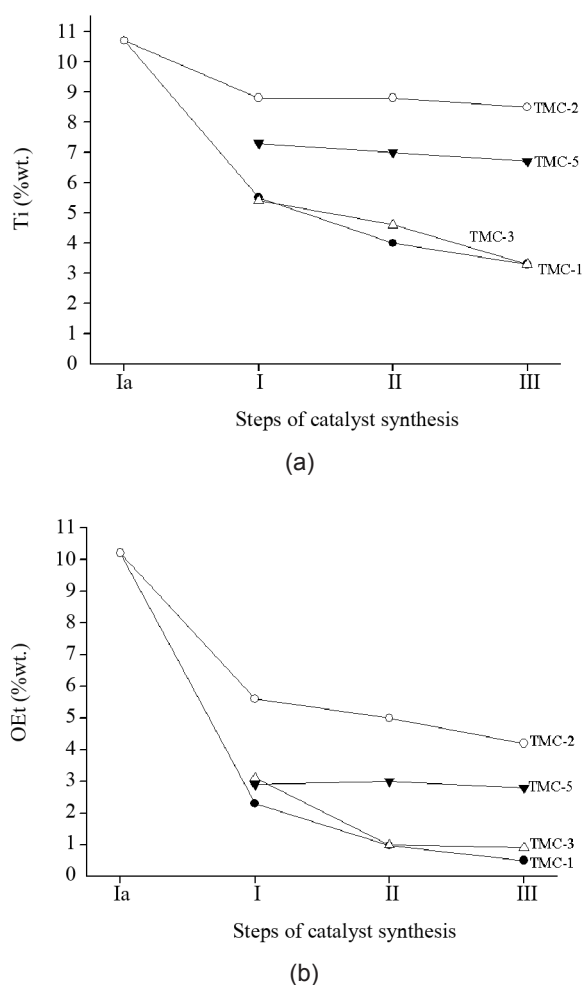 11
10
9
8
7
6
5
4
3
2
1
0
Ti (%wt.)
TMC-2
TMC-5
TMC-3
TMC-1
Ia I II III
Steps of catalyst synthesis
(a)
11
10
9
8
7
6
5
4
3
2
1
0
OEt (%wt.)
TMC-2
TMC-5
TMC-3
TMC-1
Ia I II III
Steps of catalyst synthesis
(b)